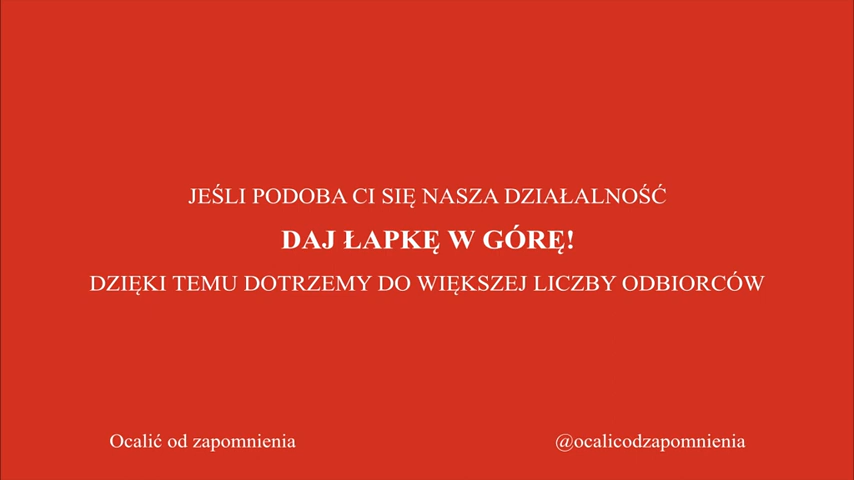 JEŚLI PODOBA CI SIĘ NASZA DZIAŁALNOŚĆ
DAJ ŁAPKĘ W GÓRĘ!
DZIĘKI TEMU DOTRZEMY DO WIĘKSZEJ LICZBY ODBIORCÓW
Ocalić od zapomnienia
@ocalicodzapomnienia